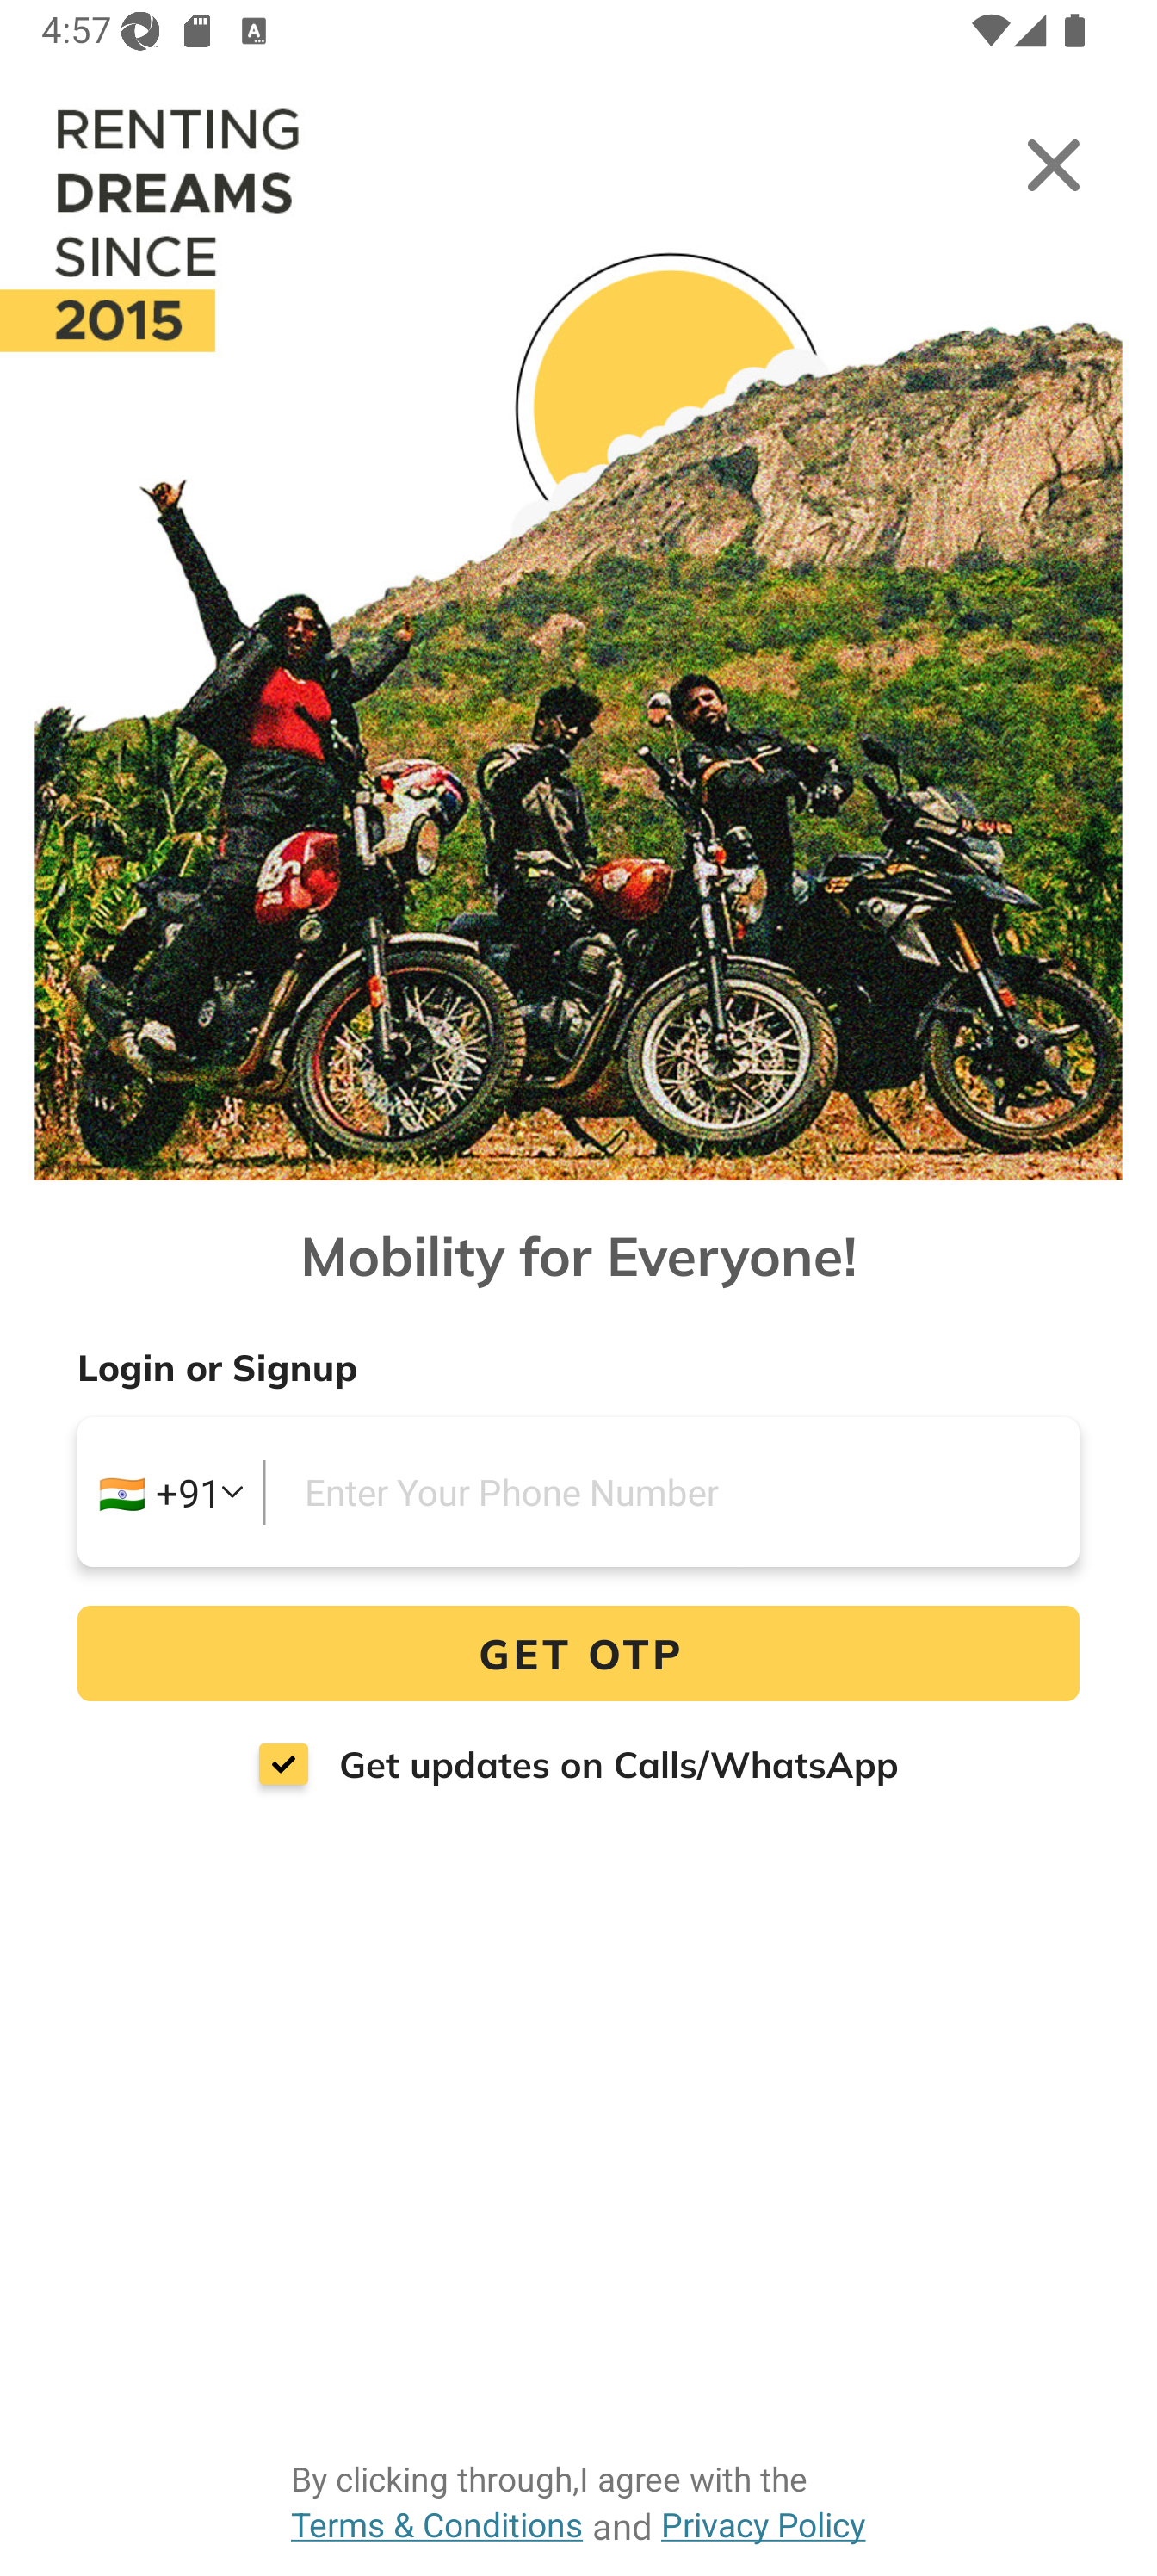 4:57
RENTING
DREAMS
SINCE
2015
Mobility for Everyone!
Login or Signup
+91 Enter Your Phone Number
GET OTP
Get updates on Calls/WhatsApp
By clicking through,I agree with the
Terms & Conditions and Privacy Policy